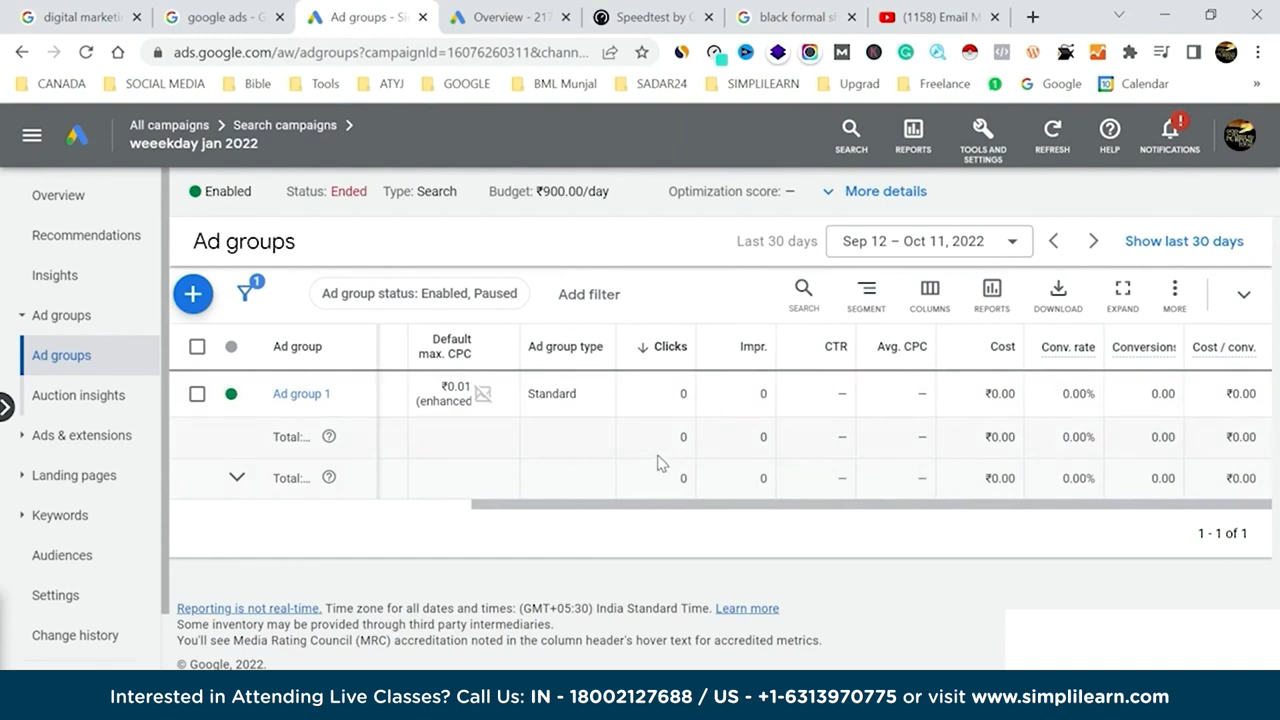 digital marketi
google ads - G
Ad groups - Si
Overview - 217
Speedtest by
black formal s
(1158) Email M
ads.google.com/aw/adgroups?campaignId=16076260311&chann...
CANADA
SOCIAL MEDIA
Bible
Tools
ATYJ
GOOGLE
BML Munjal
SADAR24
SIMPLILEARN
Upgrad
Freelance
Google
Calendar
»
All campaigns > Search campaigns >
weeekday jan 2022
SEARCH
REPORTS
TOOLS AND
SETTINGS
REFRESH
HELP
NOTIFICATIONS
Enabled Status: Ended Type: Search Budget: ₹900.00/day Optimization score: – More details
Overview
Recommendations
Insights
Ad groups
Ad groups
Auction insights
Ads & extensions
Landing pages
Keywords
Audiences
Settings
Change history
Ad groups
Last 30 days Sep 12 – Oct 11, 2022 Show last 30 days
1
Ad group status: Enabled, Paused Add filter
SEARCH
SEGMENT
COLUMNS
REPORTS
DOWNLOAD
EXPAND
MORE
Ad group Default max. CPC Ad group type Clicks Impr. CTR Avg. CPC Cost Conv. rate Conversions Cost / conv.
Ad group 1 ₹0.01 (enhanced Standard 0 0 – – ₹0.00 0.00% 0.00 ₹0.00
Total:... 0 0 – – ₹0.00 0.00% 0.00 ₹0.00
Total:... 0 0 – – ₹0.00 0.00% 0.00 ₹0.00
1 - 1 of 1
Reporting is not real-time. Time zone for all dates and times: (GMT+05:30) India Standard Time. Learn more
Some inventory may be provided through third party intermediaries.
You'll see Media Rating Council (MRC) accreditation noted in the column header's hover text for accredited metrics.
© Google, 2022.
Interested in Attending Live Classes? Call Us: IN - 18002127688 / US - +1-6313970775 or visit www.simplilearn.com